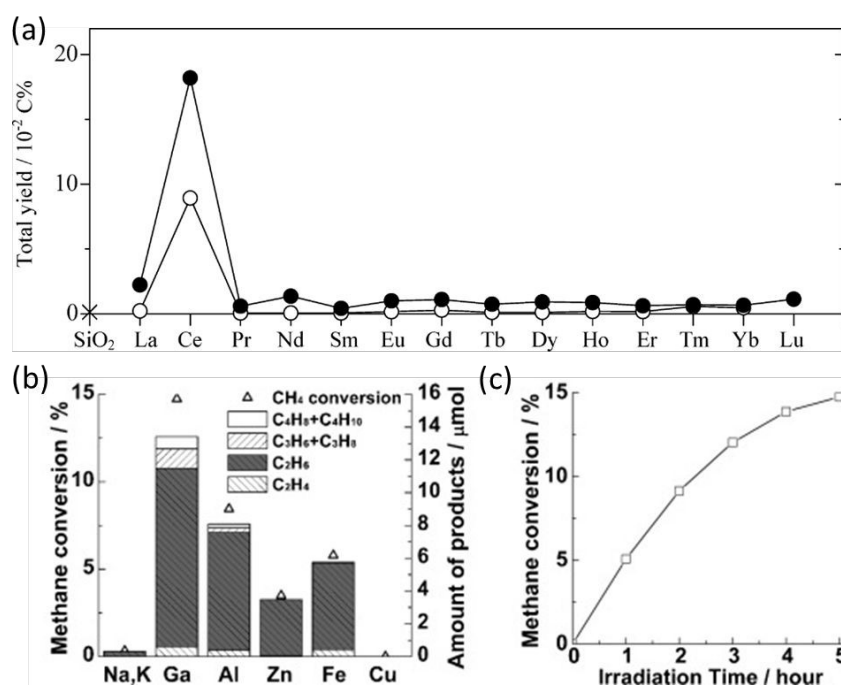 (a)
Total yield / 10⁻² C%
20
10
0
SiO₂ La Ce Pr Nd Sm Eu Gd Tb Dy Ho Er Tm Yb Lu
(b)
Methane conversion / %
15
10
5
0
CH₄ conversion
C₄H₈+C₄H₁₀
C₃H₆+C₃H₈
C₂H₆
C₂H₄
16
14
12
10
8
6
4
2
0
Amount of products / μmol
Na,K Ga Al Zn Fe Cu
(c)
Methane conversion / %
15
10
5
0
0 1 2 3 4 5
Irradiation Time / hour